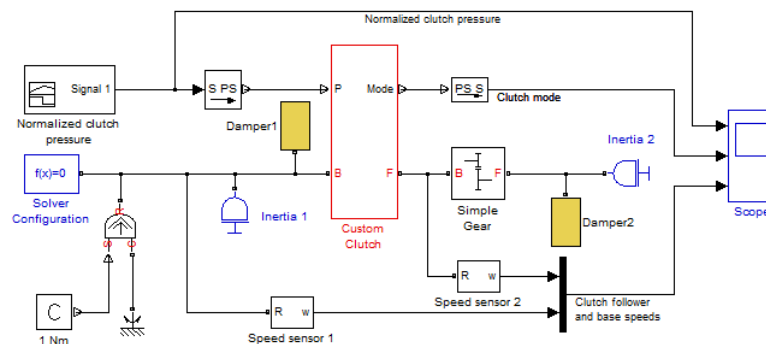 Normalized clutch pressure
Signal 1
Normalized clutch
pressure
S PS
P
Mode
PS S
Clutch mode
Damper1
f(x)=0
Solver
Configuration
B
F
Custom
Clutch
Inertia 1
B
F
Simple
Gear
Inertia 2
Damper2
Scope
R
S
C
C
1 Nm
R
w
Speed sensor 2
R
w
Speed sensor 1
Clutch follower
and base speeds